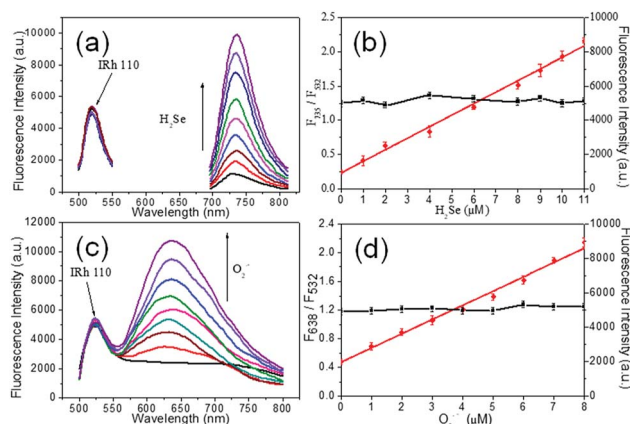 (a)
IRh 110
H₂Se
Fluorescence Intensity (a.u.)
10000
8000
6000
4000
2000
0
500 550 600 650 700 750 800
Wavelength (nm)
(b)
F₇₃₅ / F₅₃₂
2.5
2.0
1.5
1.0
0.5
0.0
0 1 2 3 4 5 6 7 8 9 10 11
H₂Se (μM)
10000
8000
6000
4000
2000
0
Fluorescence Intensity (a.u.)
(c)
IRh 110
O₂·⁻
Fluorescence Intensity (a.u.)
12000
10000
8000
6000
4000
2000
0
500 550 600 650 700 750 800
Wavelength (nm)
(d)
F₆₃₈ / F₅₃₂
2.4
1.8
1.2
0.6
0.0
0 1 2 3 4 5 6 7 8
O₂·⁻ (μM)
10000
8000
6000
4000
2000
0
Fluorescence Intensity (a.u.)